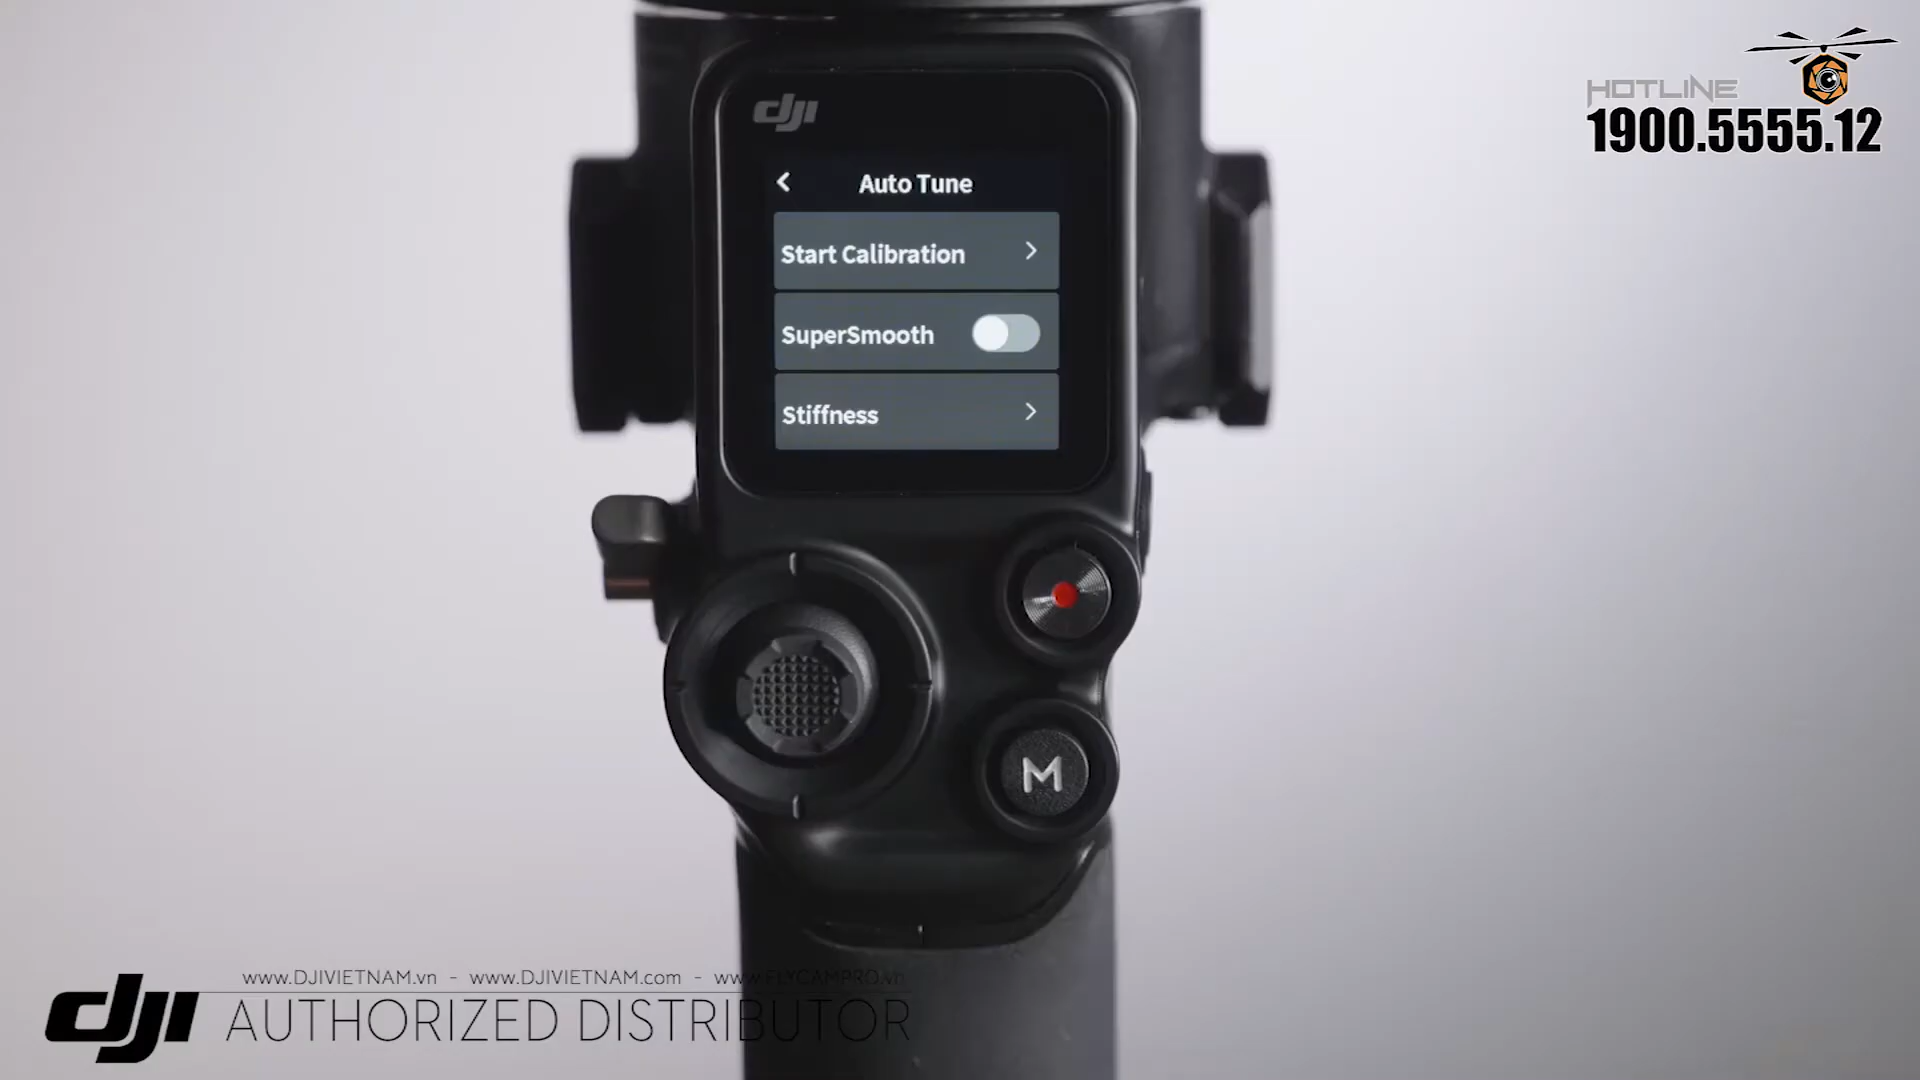 HOTLINE
1900.5555.12
dji
Auto Tune
Start Calibration
SuperSmooth
Stiffness
M
www.DJIVIETNAM.vn - www.DJIVIETNAM.com - www.FLYCAMPRO.vn
dji AUTHORIZED DISTRIBUTOR